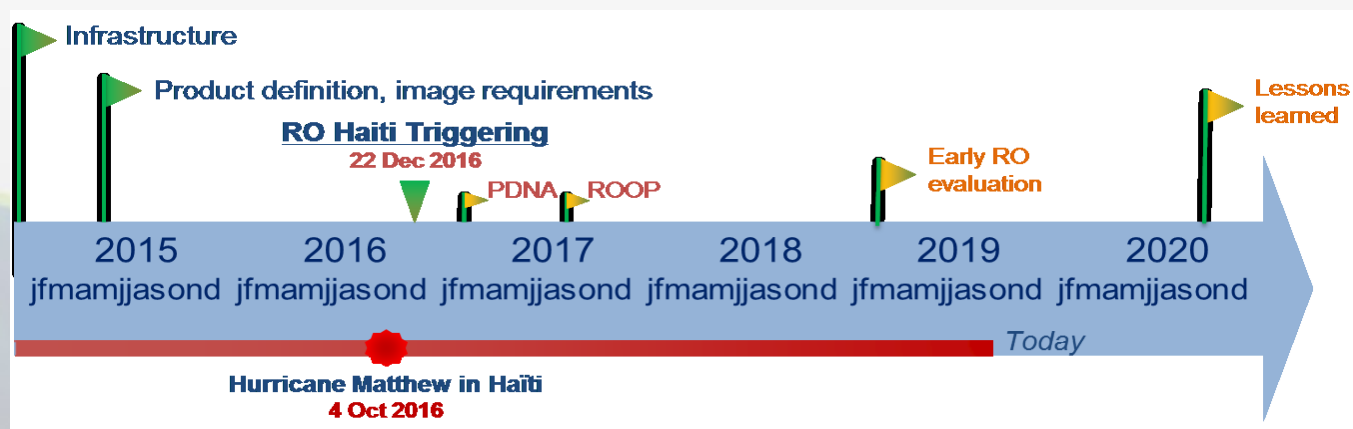 Infrastructure
Product definition, image requirements
RO Haiti Triggering
22 Dec 2016
PDNA
ROOP
Early RO
evaluation
Lessons
learned
2015 2016 2017 2018 2019 2020
jfmamjjasond jfmamjjasond jfmamjjasond jfmamjjasond jfmamjjasond jfmamjjasond
Today
Hurricane Matthew in Haïti
4 Oct 2016